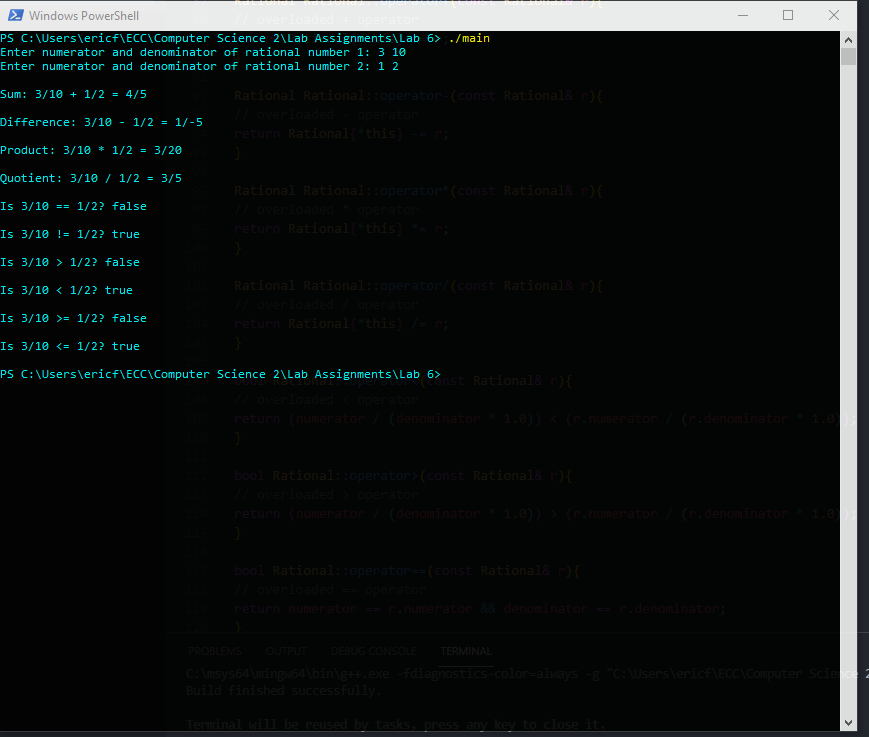 Windows PowerShell
PS C:\Users\ericf\ECC\Computer Science 2\Lab Assignments\Lab 6> ./main
Enter numerator and denominator of rational number 1: 3 10
Enter numerator and denominator of rational number 2: 1 2
Sum: 3/10 + 1/2 = 4/5
Difference: 3/10 - 1/2 = 1/-5
Product: 3/10 * 1/2 = 3/20
Quotient: 3/10 / 1/2 = 3/5
Is 3/10 == 1/2? false
Is 3/10 != 1/2? true
Is 3/10 > 1/2? false
Is 3/10 < 1/2? true
Is 3/10 >= 1/2? false
Is 3/10 <= 1/2? true
PS C:\Users\ericf\ECC\Computer Science 2\Lab Assignments\Lab 6>
// overloaded + operator
Rational Rational::operator-(const Rational& r){
// overloaded - operator
return Rational(*this) -= r;
}
Rational Rational::operator*(const Rational& r){
// overloaded * operator
return Rational(*this) *= r;
}
Rational Rational::operator/(const Rational& r){
// overloaded / operator
return Rational(*this) /= r;
}
const Rational& r){
// overloaded < operator
return (numerator / (denominator * 1.0)) < (r.numerator / (r.denominator * 1.0));
}
bool Rational::operator>(const Rational& r){
// overloaded > operator
return (numerator / (denominator * 1.0)) > (r.numerator / (r.denominator * 1.0));
}
bool Rational::operator==(const Rational& r){
// overloaded == operator
return numerator == r.numerator && denominator == r.denominator;
}
PROBLEMS OUTPUT DEBUG CONSOLE TERMINAL
C:\msys64\mingw64\bin\g++.exe -fdiagnostics-color=always -g "C:\Users\ericf\ECC\Computer Science 2
Build finished successfully.
Terminal will be reused by tasks, press any key to close it.